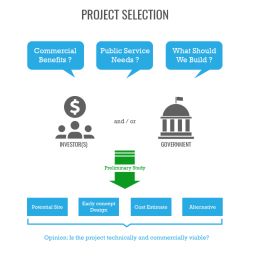 PROJECT SELECTION
Commercial
Benefits ?
Public Service
Needs ?
What Should
We Build ?
$
and / or
INVESTOR(S)
GOVERNMENT
Preliminary Study
Potential Site
Early concept
Design
Cost Estimate
Alternative
Opinion: Is the project technically and commercially viable?